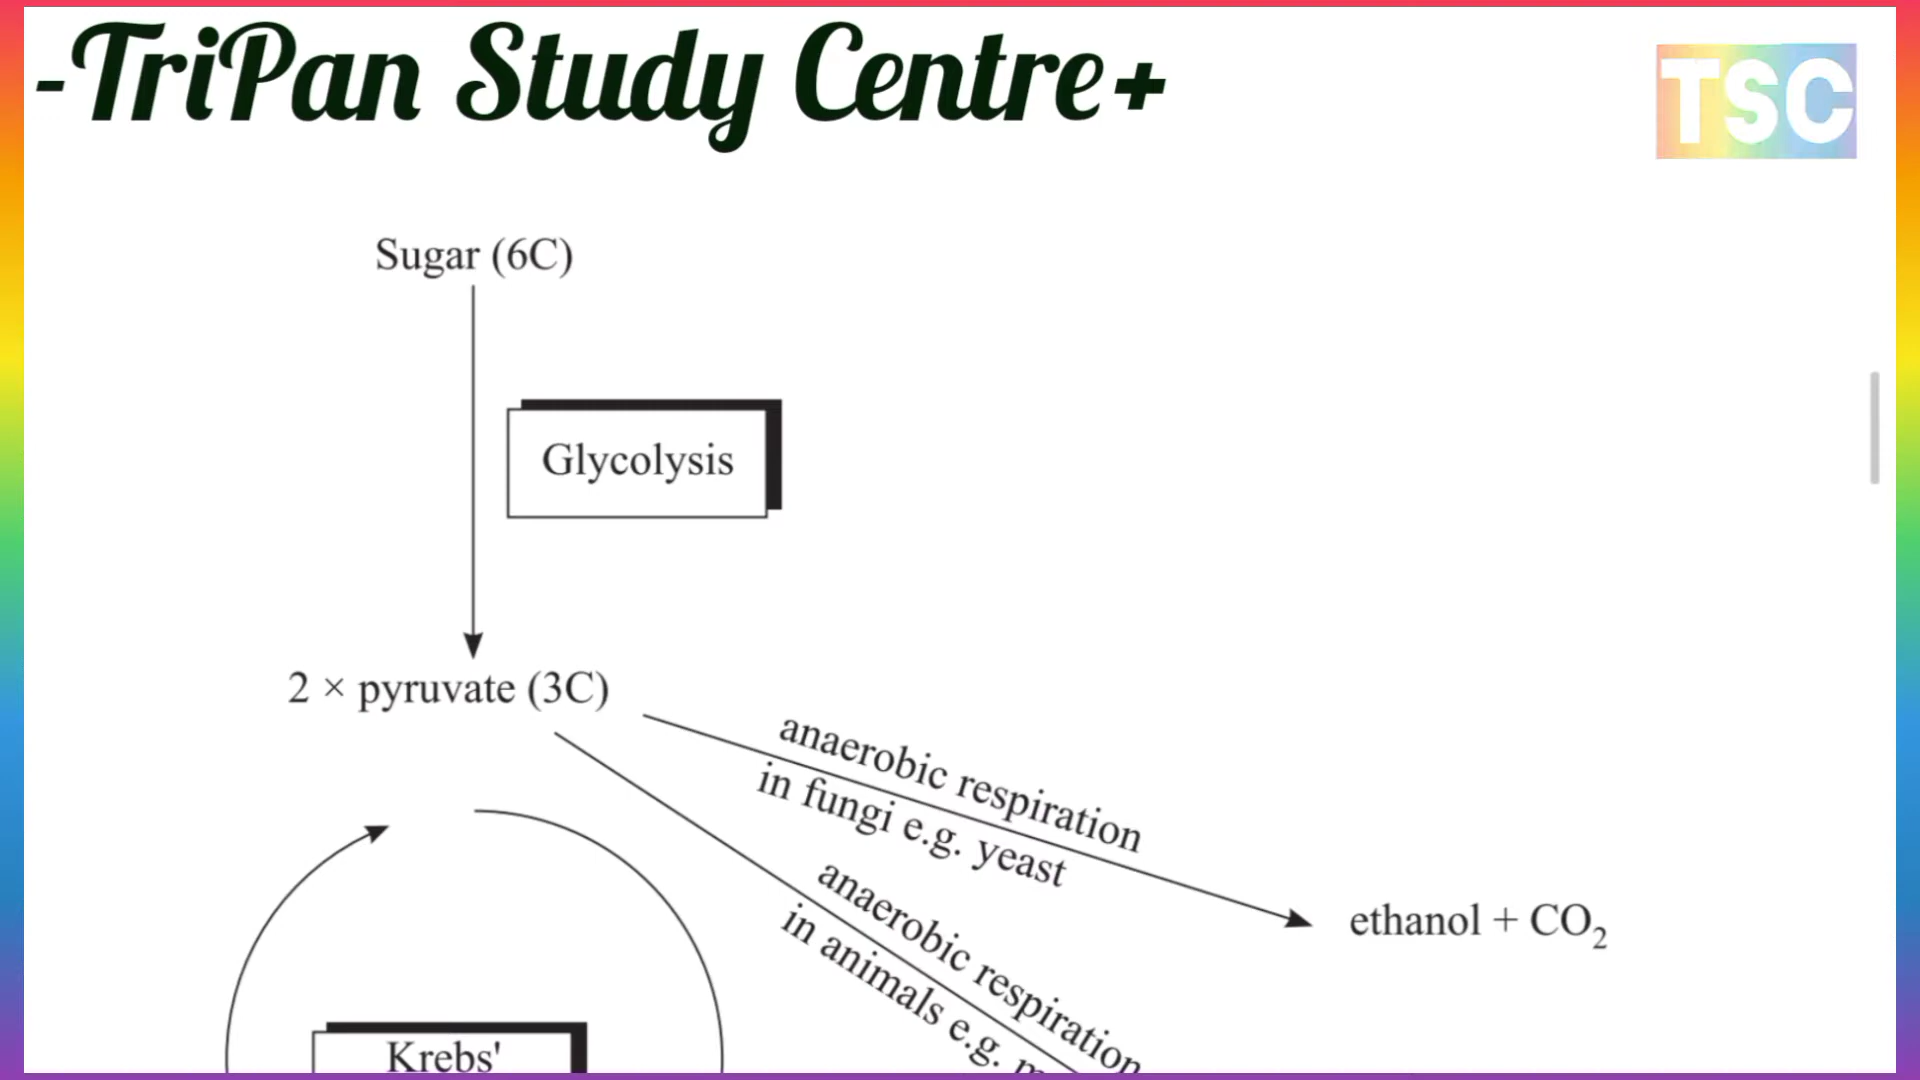 -TriPan Study Centre+
TSC
Sugar (6C)
Glycolysis
2 × pyruvate (3C)
anaerobic respiration
in fungi e.g. yeast
anaerobic respiration
in animals e.g.
ethanol + CO₂
Krebs'